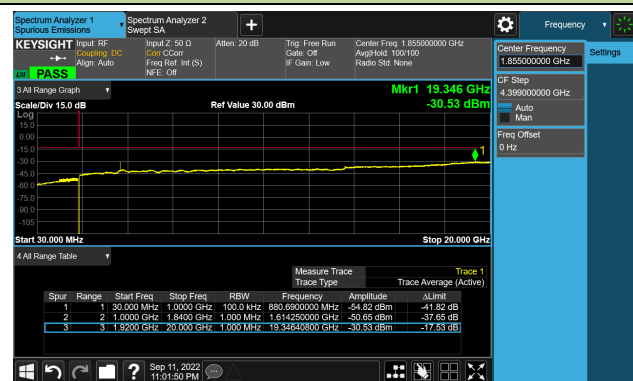 Spectrum Analyzer 1
Spurious Emissions
Spectrum Analyzer 2
Swept SA
+
Frequency
KEYSIGHT
Input: RF
Coupling: DC
Align: Auto
Input Z: 50 Ω
Corr CCorr
Freq Ref: Int (S)
NFE: Off
Atten: 20 dB
Trig: Free Run
Gate: Off
IF Gain: Low
Center Freq: 1.855000000 GHz
Avg|Hold: 100/100
Radio Std: None
LXI PASS
Center Frequency
1.855000000 GHz
Settings
CF Step
4.399000000 GHz
Auto
Man
Freq Offset
0 Hz
3 All Range Graph
Mkr1 19.346 GHz
Scale/Div 15.0 dB
Ref Value 30.00 dBm
-30.53 dBm
Log
15.0
0.00
-15.0
1
-30.0
-45.0
-60.0
-75.0
-90.0
-105
Start 30.000 MHz
Stop 20.000 GHz
4 All Range Table
Measure Trace Trace 1
Trace Type Trace Average (Active)
Spur Range Start Freq Stop Freq RBW Frequency Amplitude ΔLimit
1 1 30.000 MHz 1.0000 GHz 100.0 kHz 880.6900000 MHz -54.82 dBm -41.82 dB
2 2 1.0000 GHz 1.8400 GHz 1.000 MHz 1.614250000 GHz -50.65 dBm -37.65 dB
3 3 1.9200 GHz 20.000 GHz 1.000 MHz 19.34640800 GHz -30.53 dBm -17.53 dB
?
Sep 11, 2022
11:01:50 PM